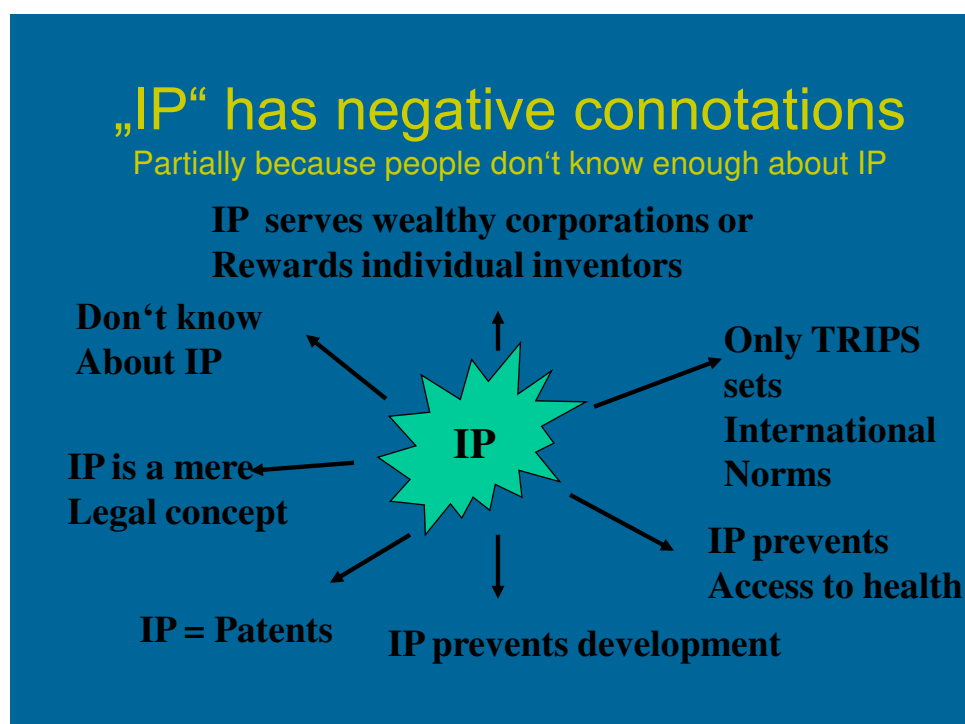 „IP“ has negative connotations
Partially because people don‘t know enough about IP
IP serves wealthy corporations or
Rewards individual inventors
Don‘t know
About IP
Only TRIPS
sets
International
Norms
IP
IP is a mere
Legal concept
IP prevents
Access to health
IP = Patents
IP prevents development